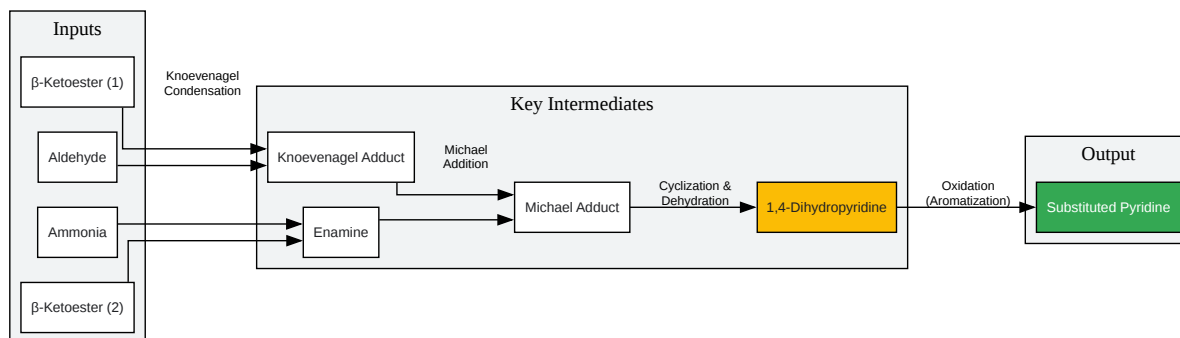 Inputs
β-Ketoester (1)
Aldehyde
Ammonia
β-Ketoester (2)
Knoevenagel
Condensation
Key Intermediates
Knoevenagel Adduct
Enamine
Michael
Addition
Michael Adduct
Cyclization &
Dehydration
1,4-Dihydropyridine
Oxidation
(Aromatization)
Output
Substituted Pyridine